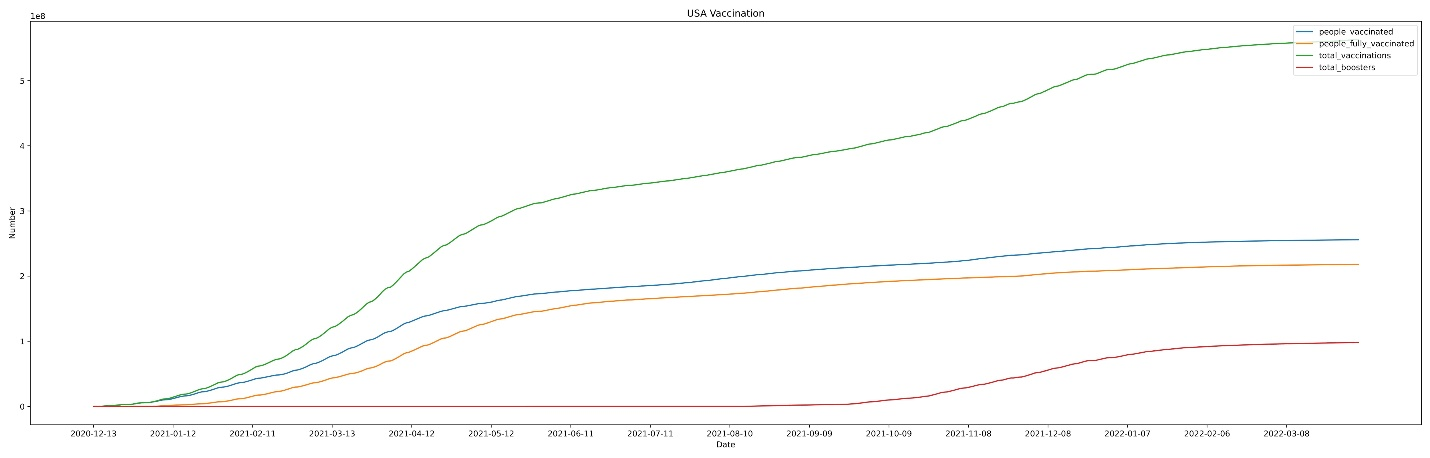 USA Vaccination
1e8
people_vaccinated
people_fully_vaccinated
total_vaccinations
total_boosters
5
4
3
2
1
0
Number
2020-12-13 2021-01-12 2021-02-11 2021-03-13 2021-04-12 2021-05-12 2021-06-11 2021-07-11 2021-08-10 2021-09-09 2021-10-09 2021-11-08 2021-12-08 2022-01-07 2022-02-06 2022-03-08
Date